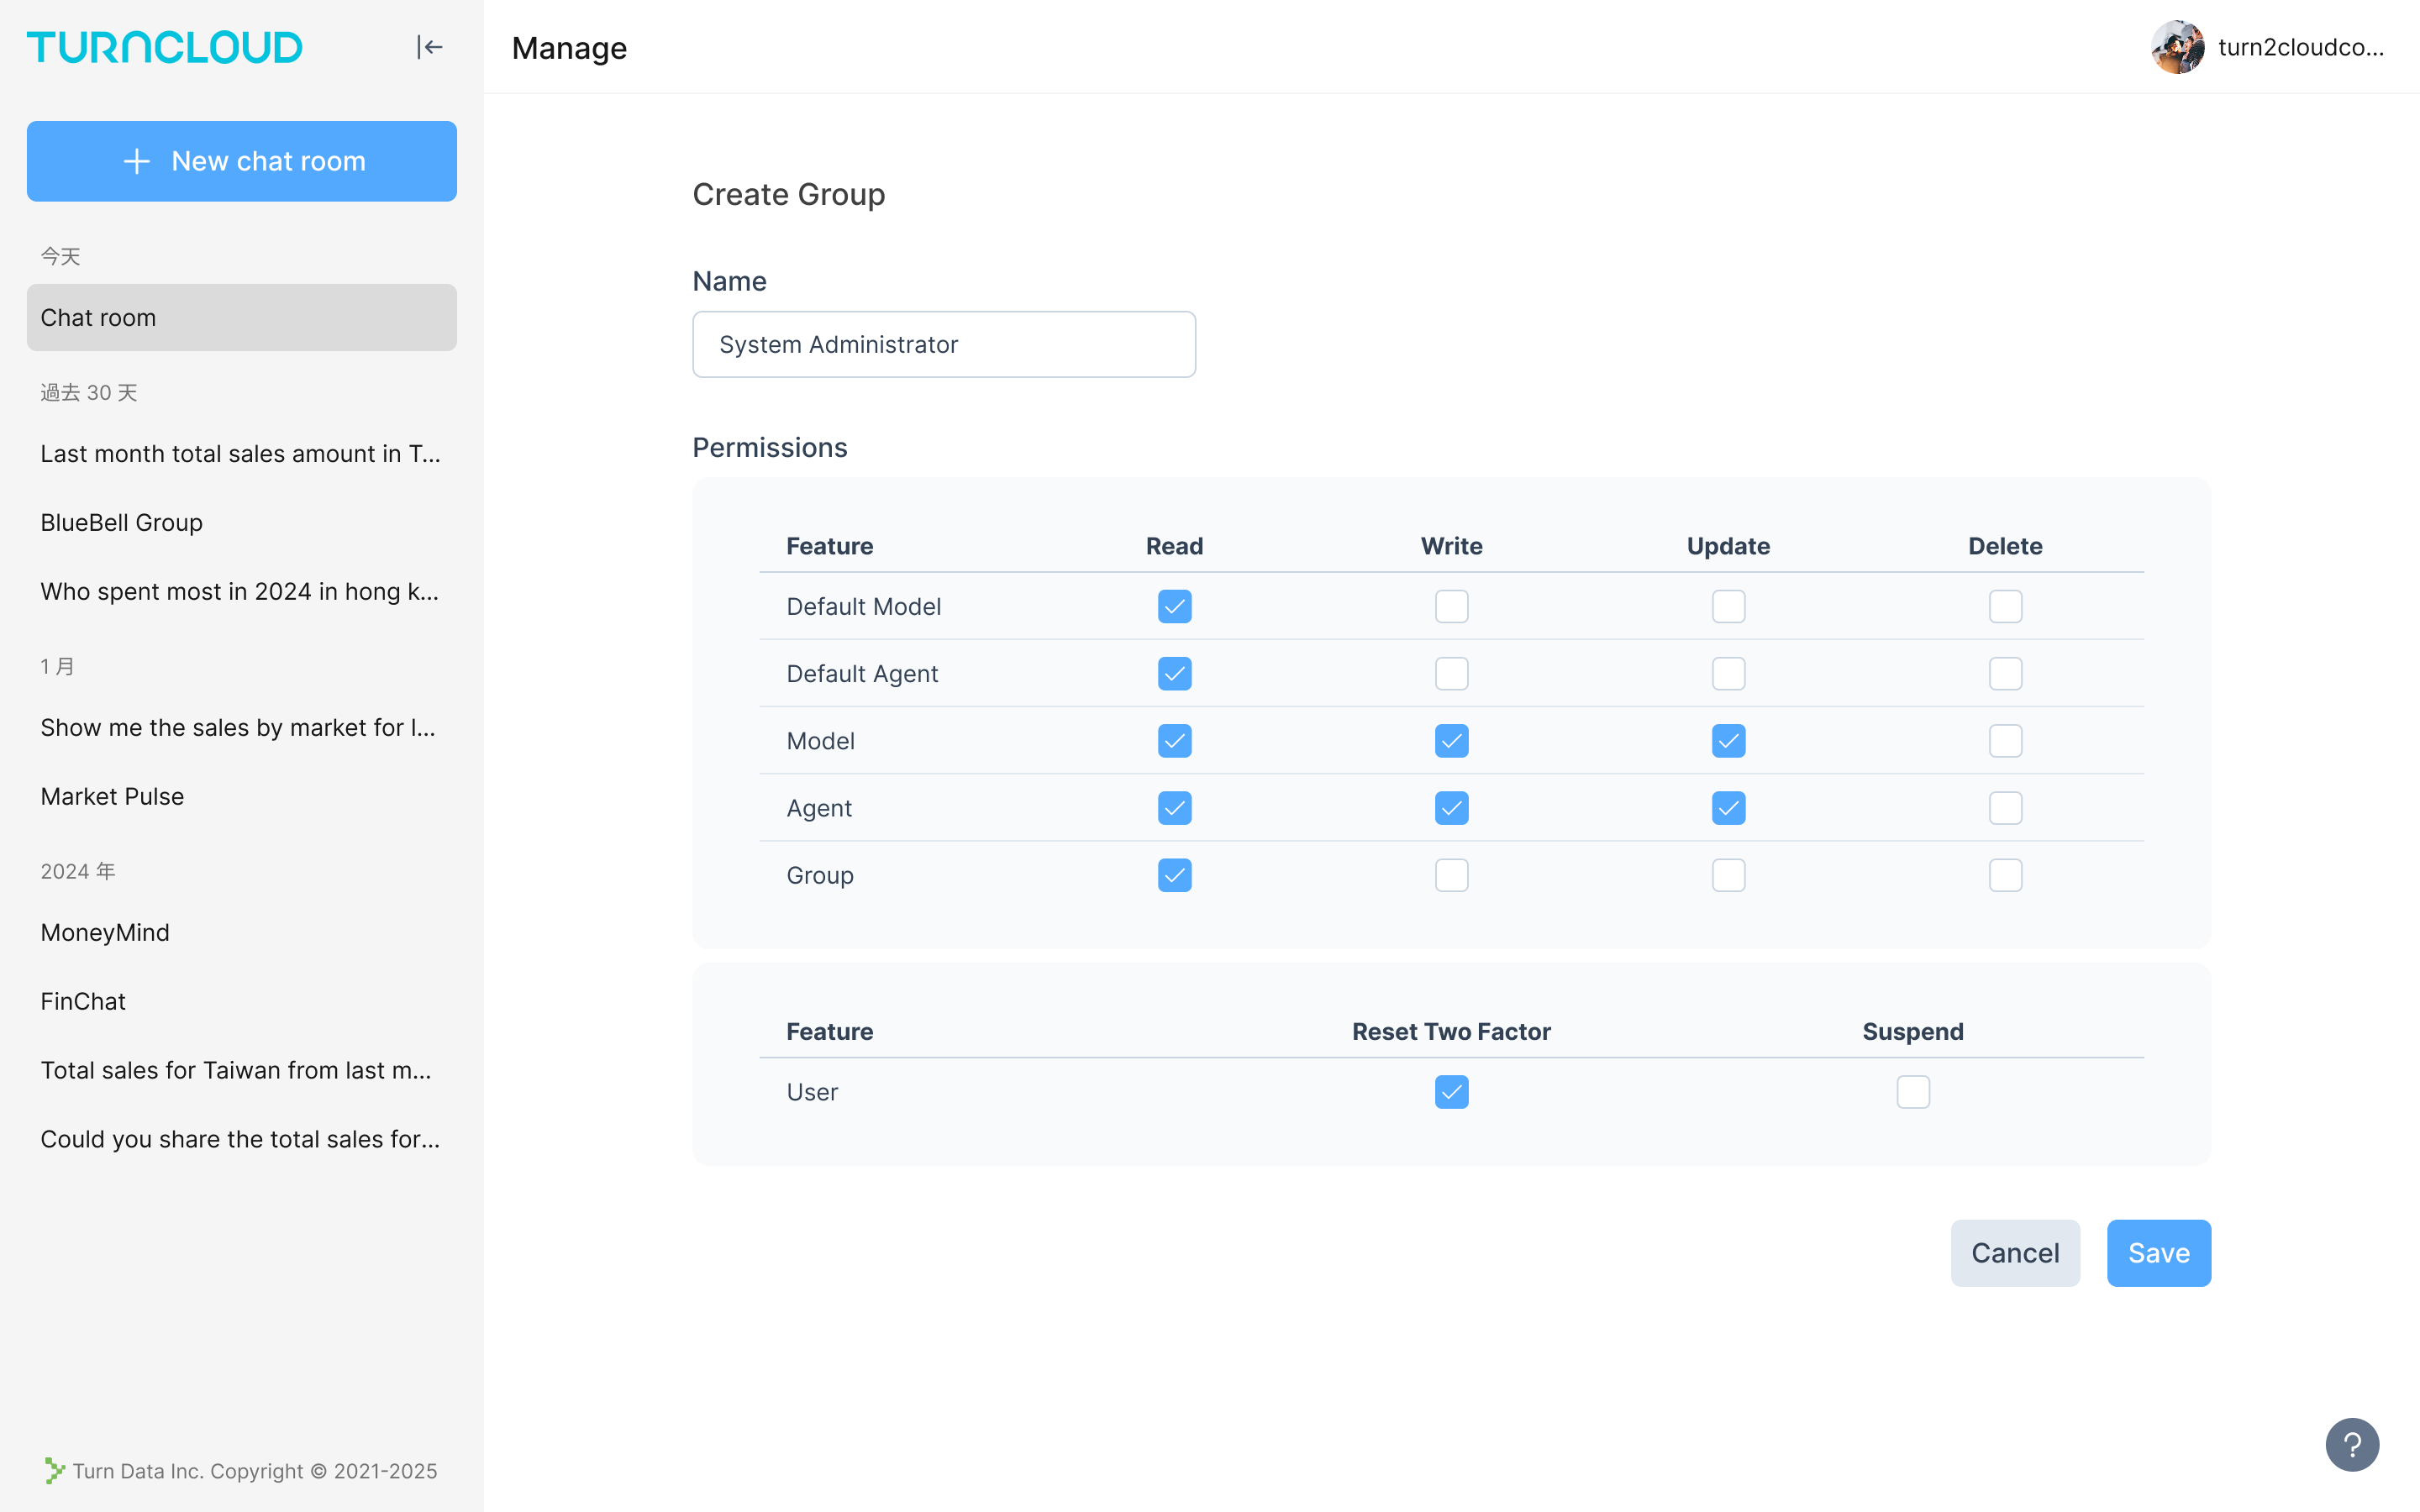 TURNCLOUD
New chat room
今天
Chat room
過去 30 天
Last month total sales amount in T...
BlueBell Group
Who spent most in 2024 in hong k...
1 月
Show me the sales by market for l...
Market Pulse
2024 年
MoneyMind
FinChat
Total sales for Taiwan from last m...
Could you share the total sales for...
Turn Data Inc. Copyright © 2021-2025
Manage
turn2cloudco...
Create Group
Name
System Administrator
Permissions
Feature Read Write Update Delete
Default Model
Default Agent
Model
Agent
Group
Feature Reset Two Factor Suspend
User
Cancel Save
?